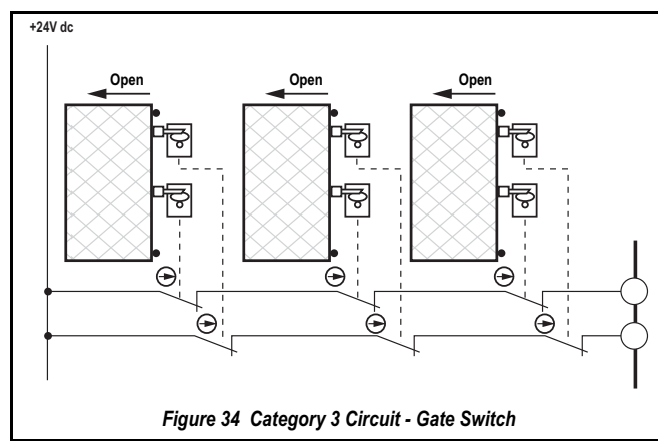 +24V dc
Open Open Open
Figure 34 Category 3 Circuit - Gate Switch